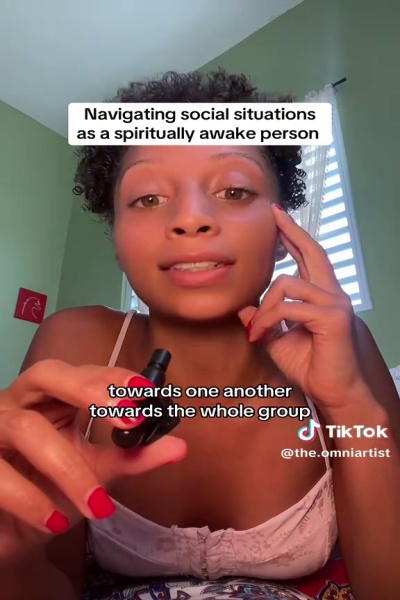 Navigating social situations
as a spiritually awake person
towards one another
towards the whole group
TikTok
@the.omniartist